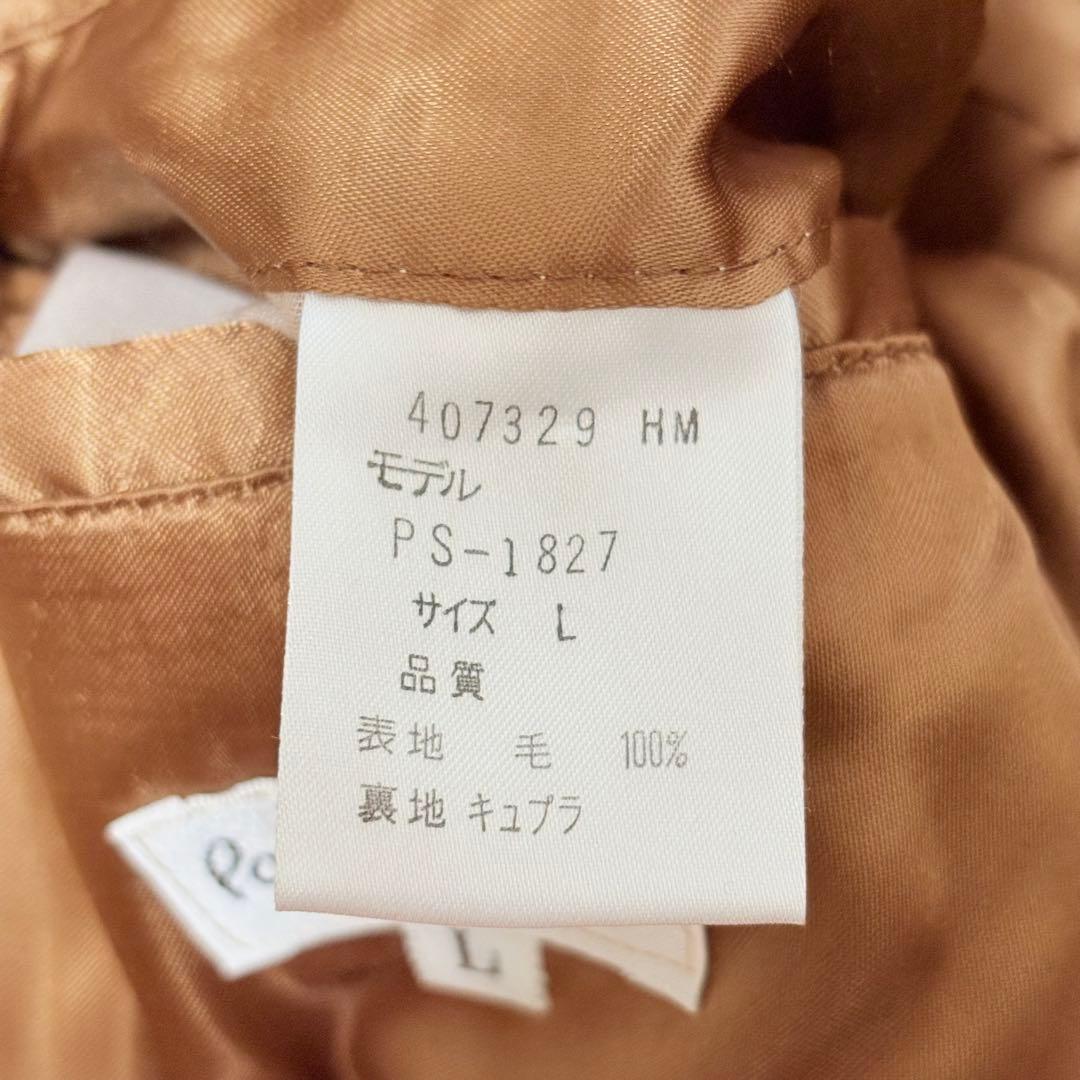 407329 HM
モデル
PS-1827
サイズ L
品質
表地 毛 100%
裏地 キュプラ
L